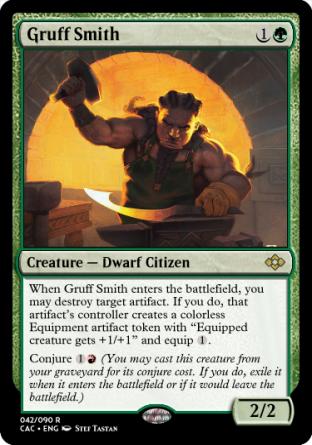 Gruff Smith 1
Creature — Dwarf Citizen
When Gruff Smith enters the battlefield, you
may destroy target artifact. If you do, that
artifact's controller creates a colorless
Equipment artifact token with "Equipped
creature gets +1/+1" and equip 1.
Conjure 1 (You may cast this creature from
your graveyard for its conjure cost. If you do, exile it
when it enters the battlefield or if it would leave the
battlefield.)
2/2
042/090 R
CAC • ENG Stef Tastan